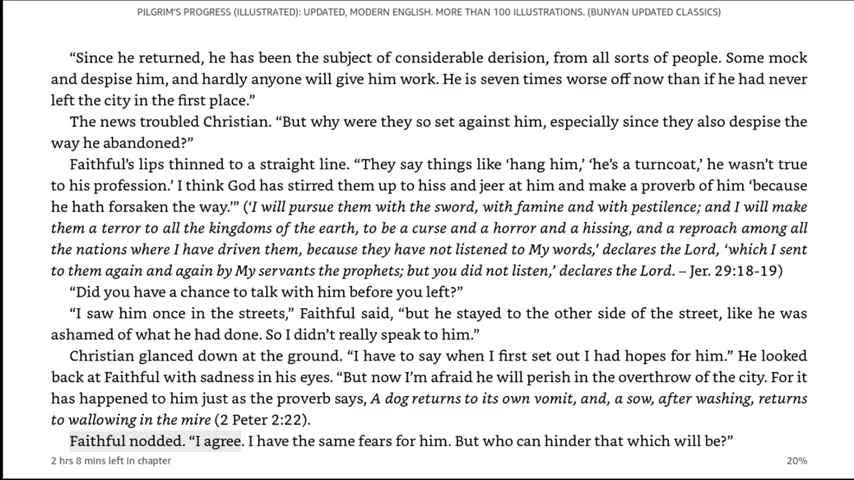 PILGRIM'S PROGRESS (ILLUSTRATED): UPDATED, MODERN ENGLISH. MORE THAN 100 ILLUSTRATIONS. (BUNYAN UPDATED CLASSICS)
“Since he returned, he has been the subject of considerable derision, from all sorts of people. Some mock
and despise him, and hardly anyone will give him work. He is seven times worse off now than if he had never
left the city in the first place.”
The news troubled Christian. “But why were they so set against him, especially since they also despise the
way he abandoned?”
Faithful’s lips thinned to a straight line. “They say things like ‘hang him,’ ‘he’s a turncoat,’ he wasn’t true
to his profession.’ I think God has stirred them up to hiss and jeer at him and make a proverb of him ‘because
he hath forsaken the way.’” (‘I will pursue them with the sword, with famine and with pestilence; and I will make
them a terror to all the kingdoms of the earth, to be a curse and a horror and a hissing, and a reproach among all
the nations where I have driven them, because they have not listened to My words,’ declares the Lord, ‘which I sent
to them again and again by My servants the prophets; but you did not listen,’ declares the Lord. – Jer. 29:18-19)
“Did you have a chance to talk with him before you left?”
“I saw him once in the streets,” Faithful said, “but he stayed to the other side of the street, like he was
ashamed of what he had done. So I didn’t really speak to him.”
Christian glanced down at the ground. “I have to say when I first set out I had hopes for him.” He looked
back at Faithful with sadness in his eyes. “But now I’m afraid he will perish in the overthrow of the city. For it
has happened to him just as the proverb says, A dog returns to its own vomit, and, a sow, after washing, returns
to wallowing in the mire (2 Peter 2:22).
Faithful nodded. “I agree. I have the same fears for him. But who can hinder that which will be?”
2 hrs 8 mins left in chapter
20%